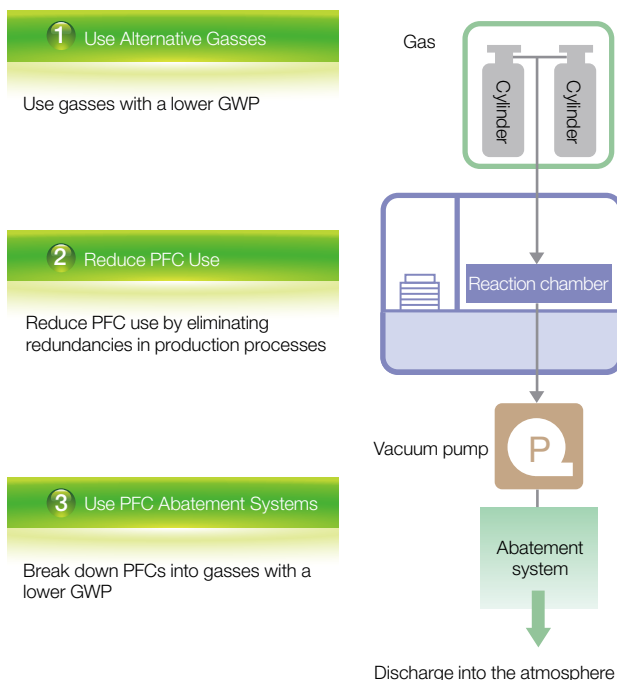 1 Use Alternative Gasses
Use gasses with a lower GWP
2 Reduce PFC Use
Reduce PFC use by eliminating
redundancies in production processes
3 Use PFC Abatement Systems
Break down PFCs into gasses with a
lower GWP
Gas
Cylinder
Cylinder
Reaction chamber
Vacuum pump
P
Abatement
system
Discharge into the atmosphere